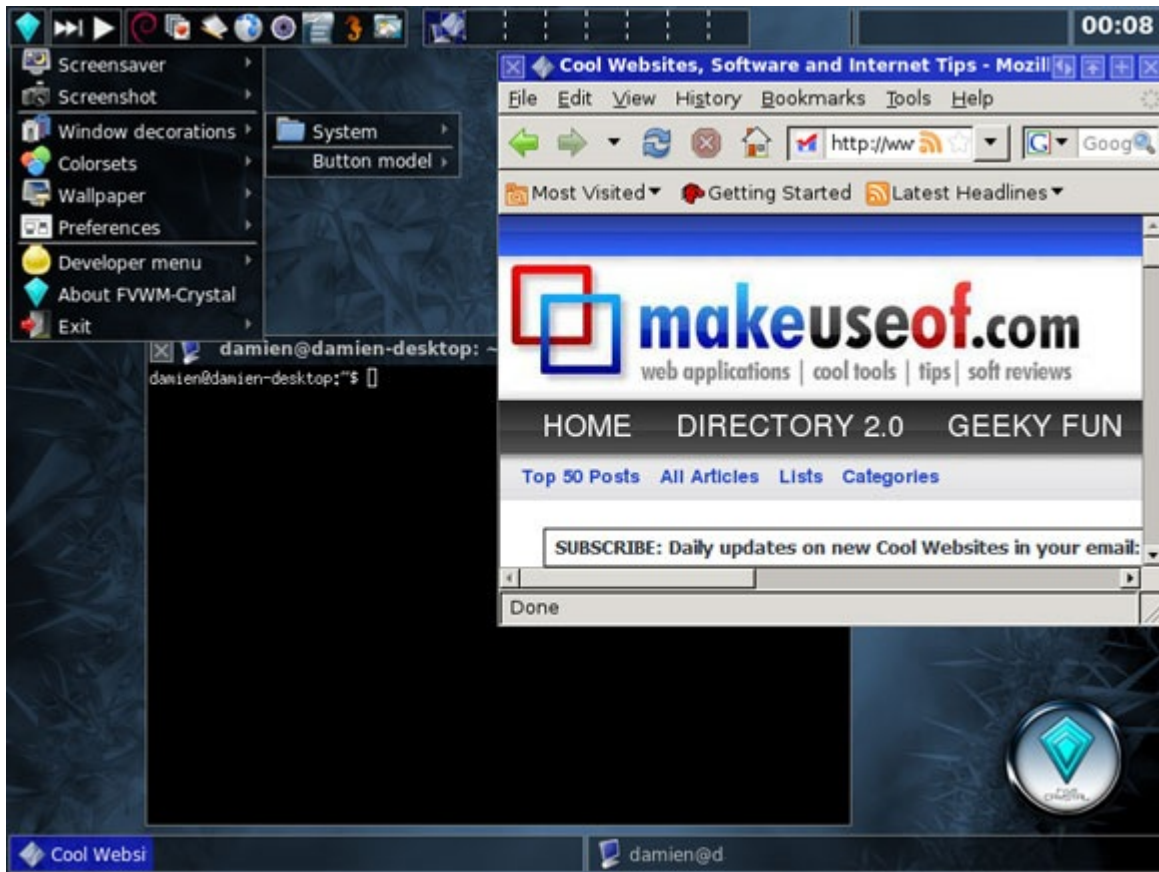 00:08
Screensaver
Screenshot
Window decorations
Colorsets
Wallpaper
Preferences
Developer menu
About FVWM-Crystal
Exit
System
Button model
Cool Websites, Software and Internet Tips - Mozill
File Edit View History Bookmarks Tools Help
http://ww
G
Goog
Most Visited Getting Started Latest Headlines
makeuseof.com
web applications | cool tools | tips | soft reviews
HOME DIRECTORY 2.0 GEEKY FUN
Top 50 Posts All Articles Lists Categories
SUBSCRIBE: Daily updates on new Cool Websites in your email:
Done
damien@damien-desktop: ~
damien@damien-desktop:~$
Cool Websi
damien@d